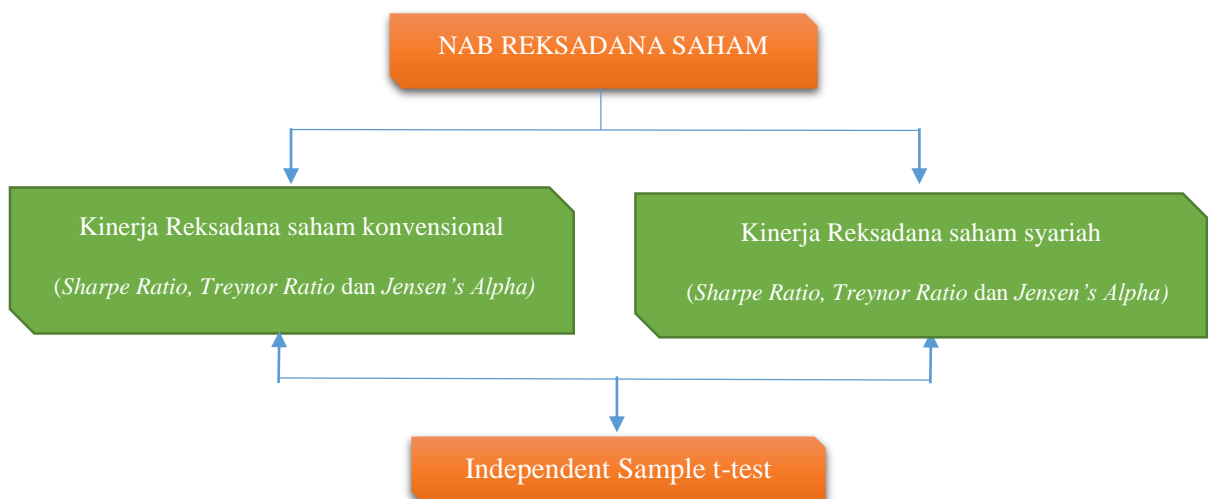 NAB REKSADANA SAHAM
Kinerja Reksadana saham konvensional
(Sharpe Ratio, Treynor Ratio dan Jensen’s Alpha)
Kinerja Reksadana saham syariah
(Sharpe Ratio, Treynor Ratio dan Jensen’s Alpha)
Independent Sample t-test